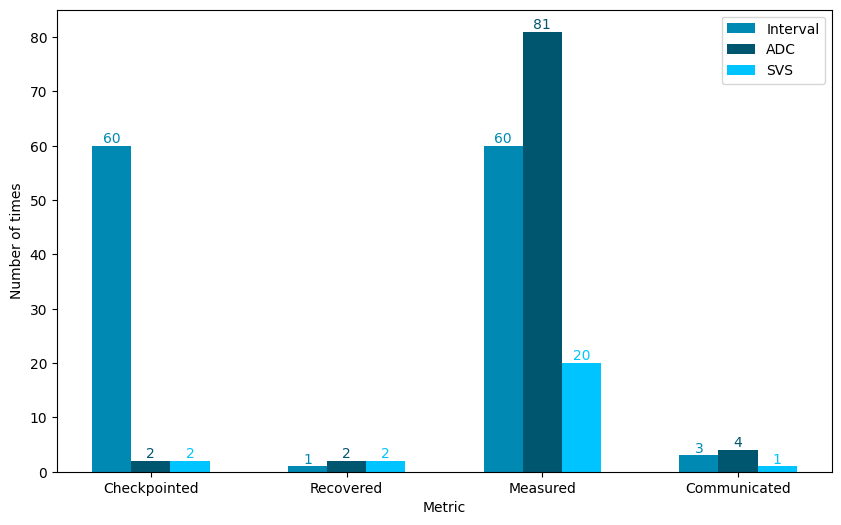 Interval
ADC
SVS
Number of times
80
70
60
50
40
30
20
10
0
60
2
2
1
2
2
60
81
20
3
4
1
Checkpointed
Recovered
Measured
Communicated
Metric